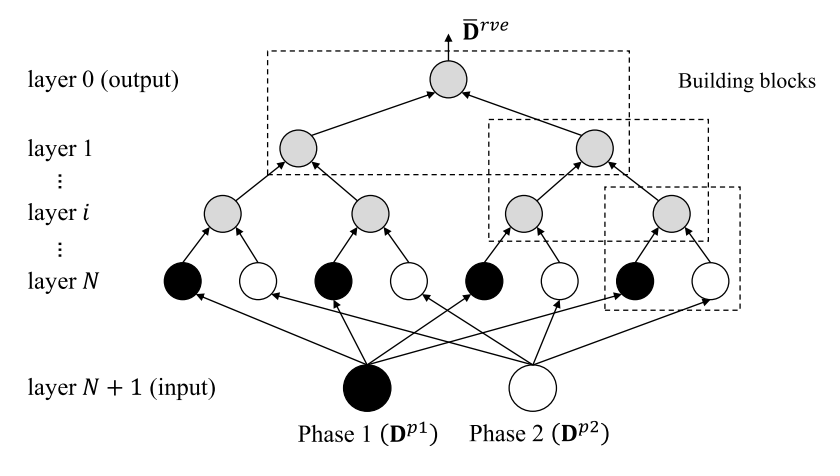 D̅^{rve}
layer 0 (output)
Building blocks
layer 1
⋮
layer i
⋮
layer N
layer N + 1 (input)
Phase 1 (D^{p1}) Phase 2 (D^{p2})